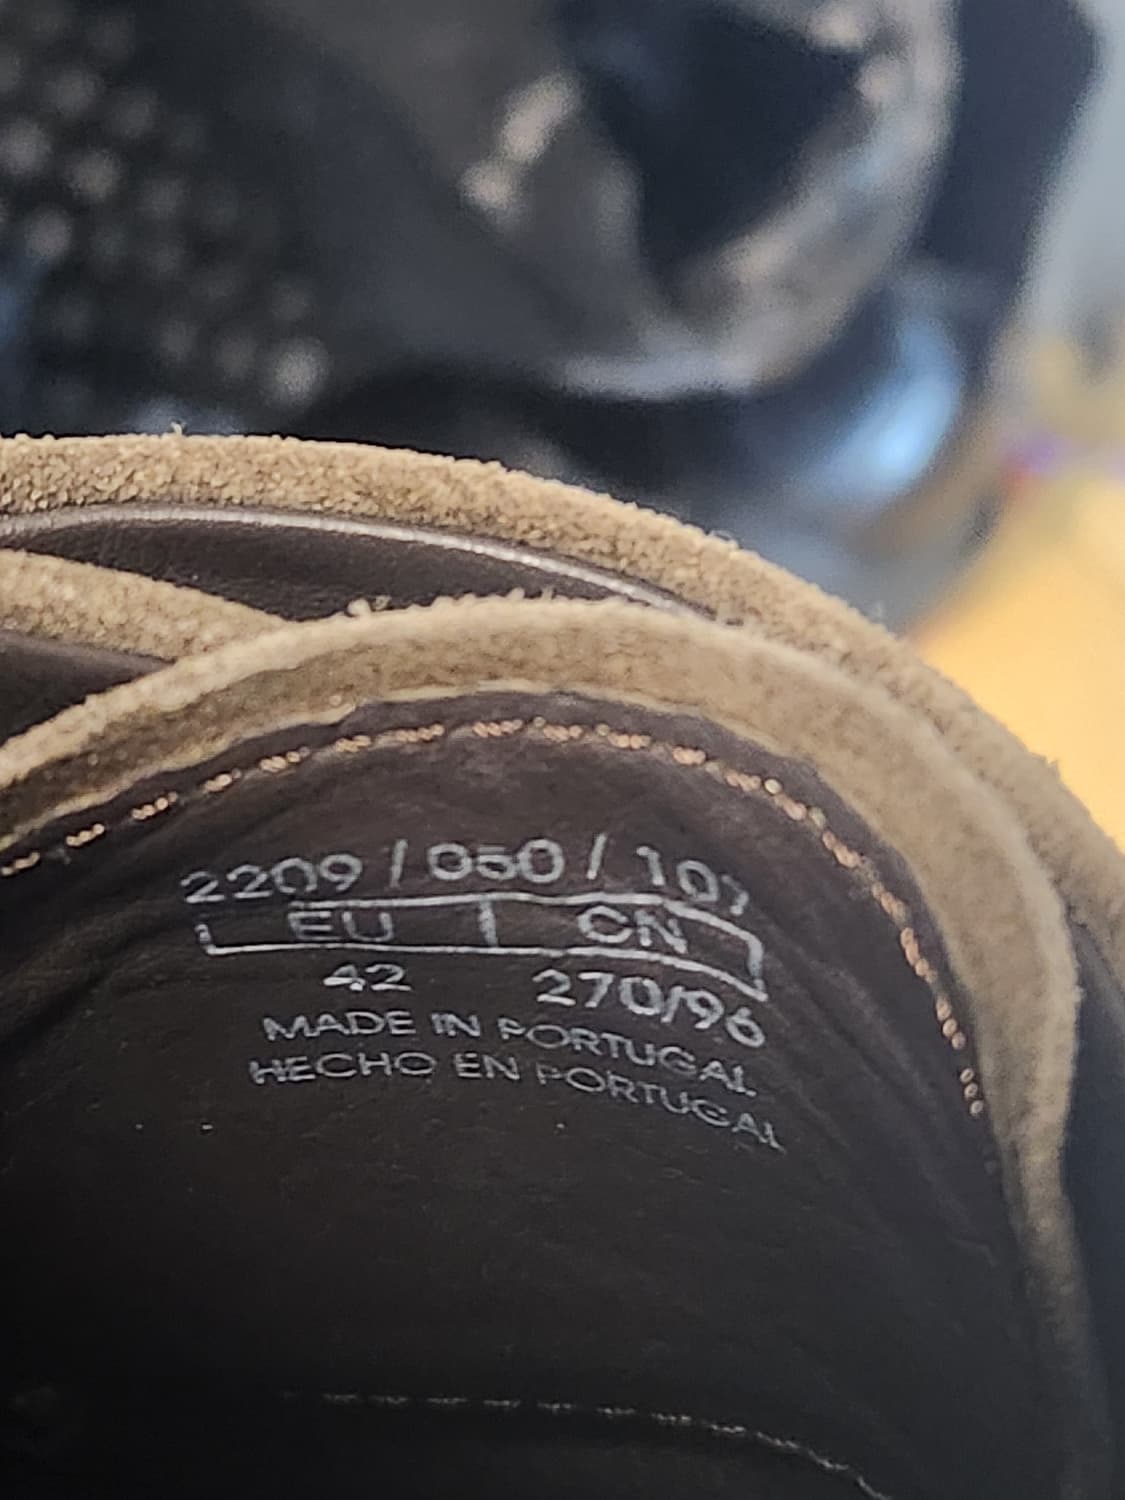 2209 / 050 / 107
EU CN
42 270/96
MADE IN PORTUGAL
HECHO EN PORTUGAL